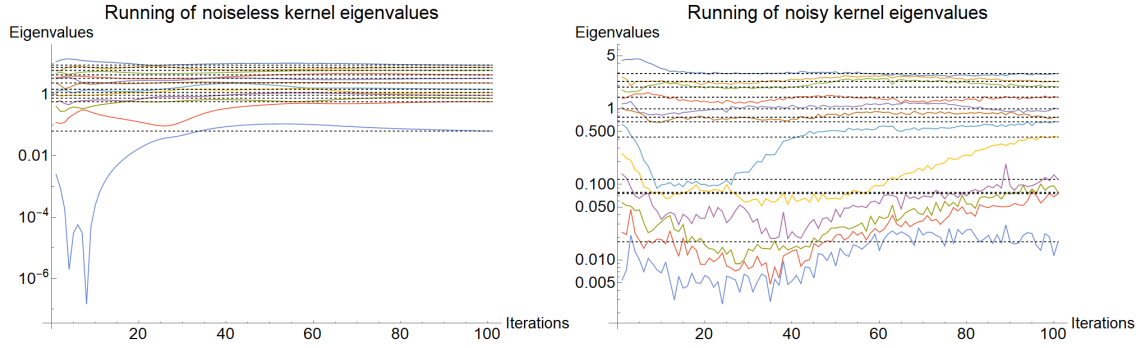 Running of noiseless kernel eigenvalues
Eigenvalues
1
0.01
10⁻⁴
10⁻⁶
20 40 60 80 100 Iterations
Running of noisy kernel eigenvalues
Eigenvalues
5
1
0.500
0.100
0.050
0.010
0.005
20 40 60 80 100 Iterations